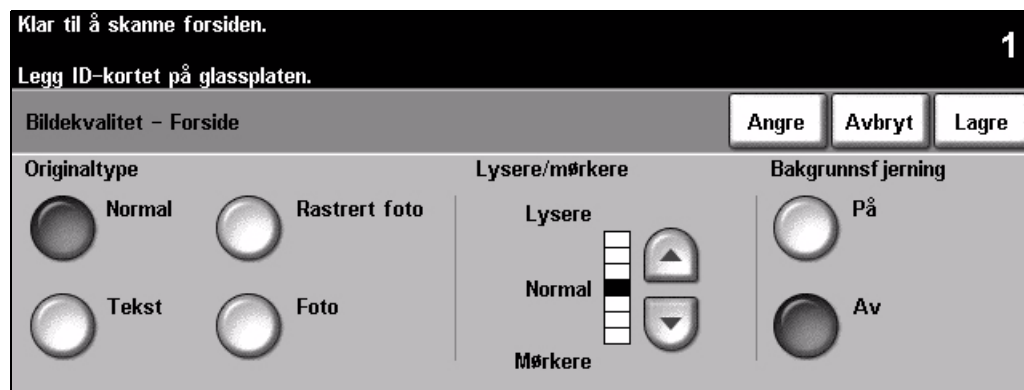 Klar til å skanne forsiden.
1
Legg ID-kortet på glassplaten.
Bildekvalitet - Forside
Angre
Avbryt
Lagre
Originaltype
Lysere/mørkere
Bakgrunnsfjerning
Normal
Rastrert foto
Lysere
På
Normal
Tekst
Foto
Av
Mørkere